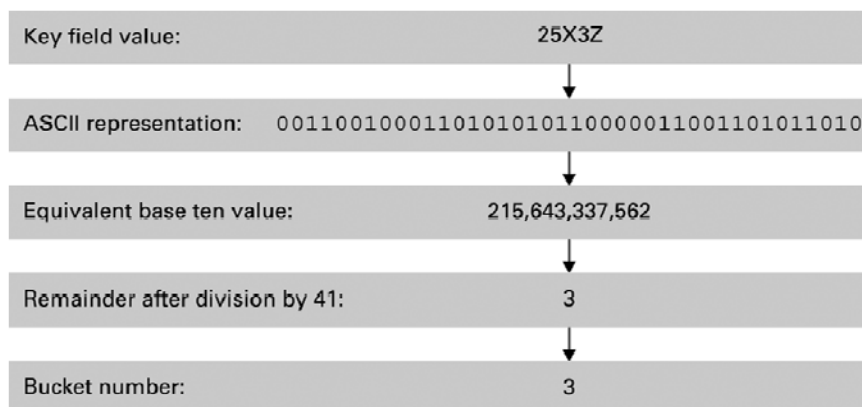 Key field value: 25X3Z
ASCII representation: 0011001000110101010110000011001101011010
Equivalent base ten value: 215,643,337,562
Remainder after division by 41: 3
Bucket number: 3